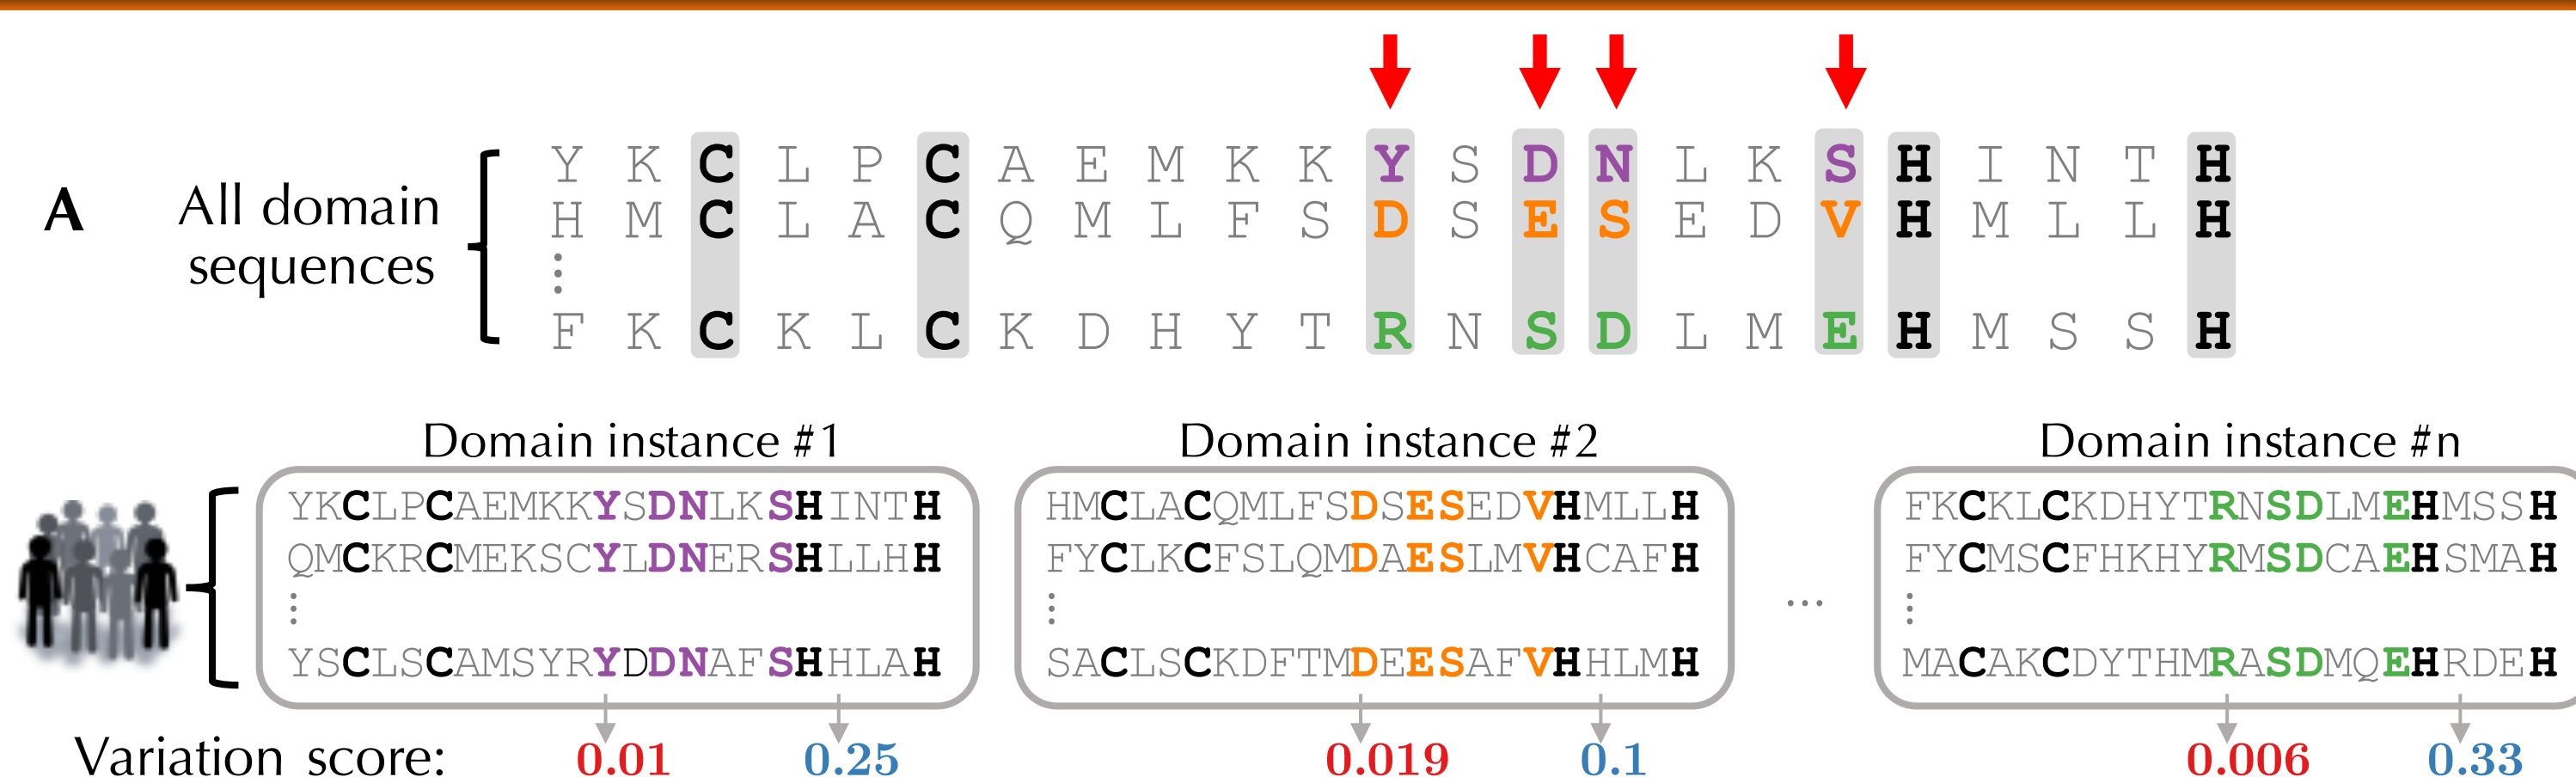 Y K C L P C A E M K K Y S D N L K S H I N T H
A All domain H M C L A C Q M L F S D S E S E D V H M L L H
sequences
F K C K L C K D H Y T R N S D L M E H M S S H
Domain instance #1 Domain instance #2 Domain instance #n
YKCLPCAEMKKYSDNLKSHINTH HMCLACQMLFSDSESEDVHMLLH FKCKLCKDHYTRNSDLMEHMSSH
QMCKRCMEKSCYLDNERSHLLHH FYCLKCFSLQMDAESLMVHCAFH FYCMSCFHKHYRMSDCAEHSMAH
...
YSCLSCAMSYRYDDNAFSHHLAH SACLSCKDFTMDEESAFVHHLMH MACAKCDYTHMRASDMQEHRDEH
Variation score: 0.01 0.25 0.019 0.1 0.006 0.33